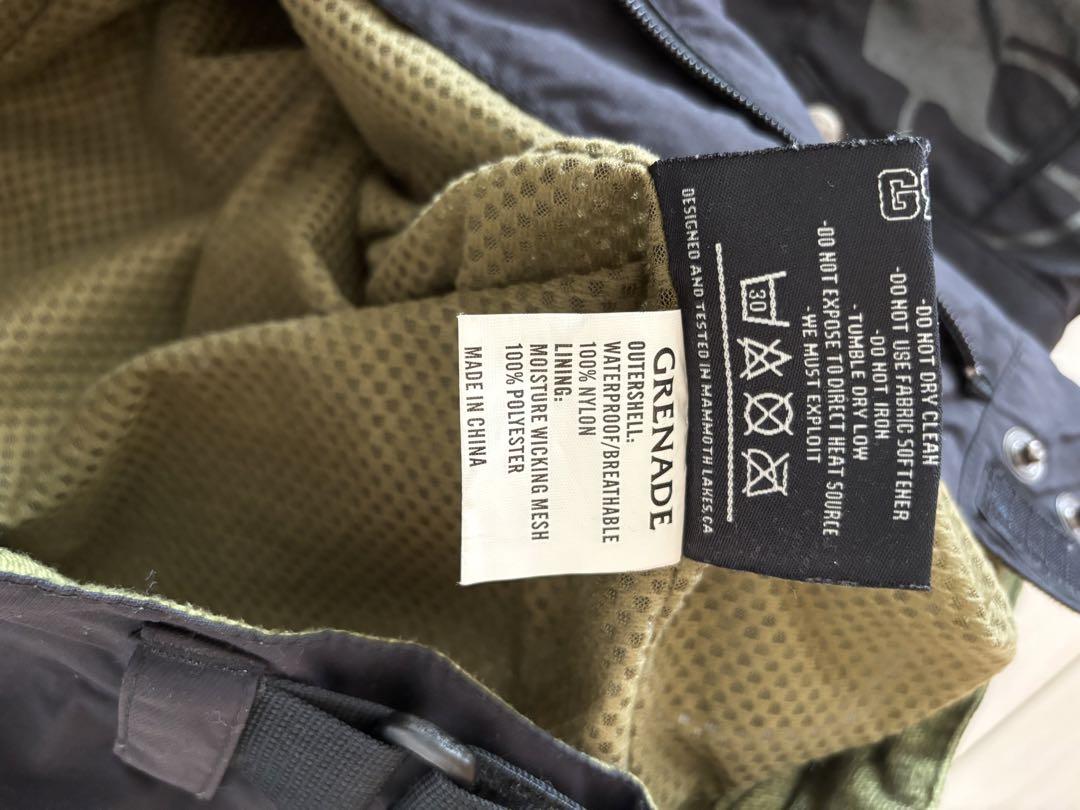 G
-DO NOT DRY CLEAN
-DO NOT USE FABRIC SOFTENER
-DO NOT IRON
-TUMBLE DRY LOW
-DO NOT EXPOSE TO DIRECT HEAT SOURCE
-WE MUST EXPLOIT
30
DESIGNED AND TESTED IN MAMMOTH LAKES, CA
GRENADE
OUTERSHELL:
WATERPROOF/BREATHABLE
100% NYLON
LINING:
MOISTURE WICKING MESH
100% POLYESTER
MADE IN CHINA